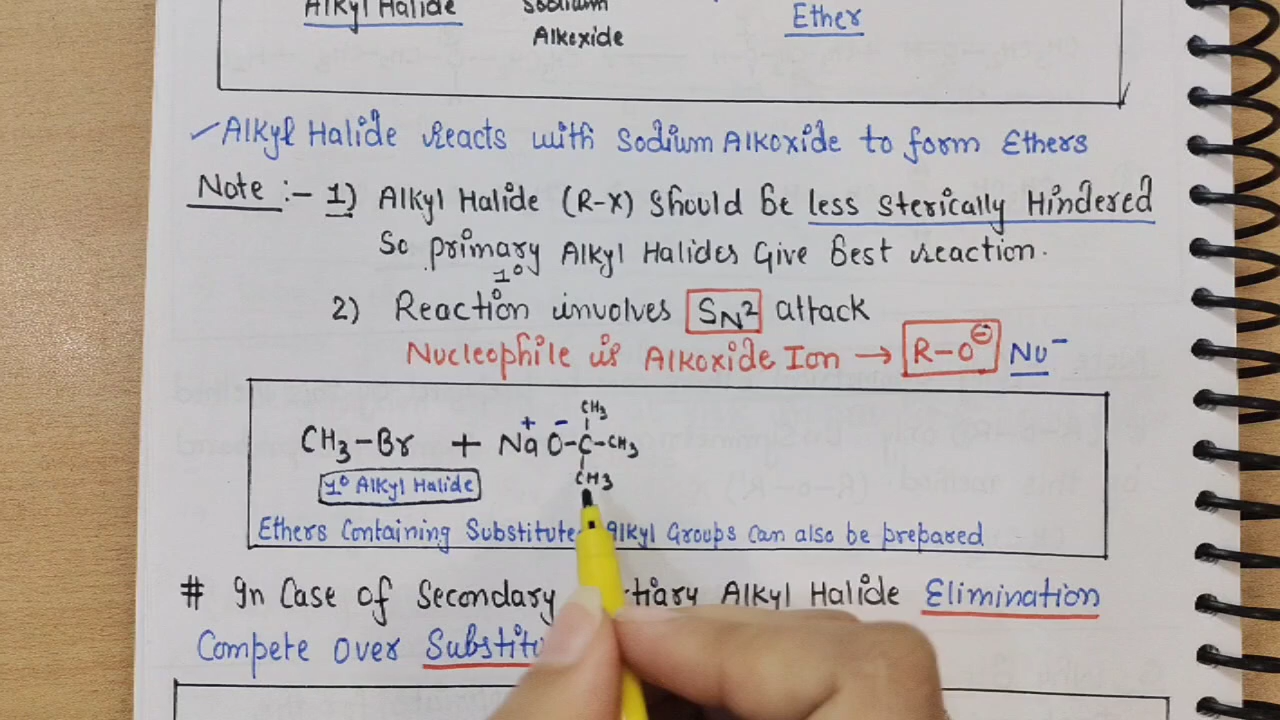 Alkyl Halide Sodium
Alkoxide
Ether
✓Alkyl Halide reacts with Sodium Alkoxide to form Ethers
Note :- 1) Alkyl Halide (R-X) Should be less sterically Hindered
So primary Alkyl Halides Give Best reaction.
1°
2) Reaction involves SN2 attack
Nucleophile is Alkoxide Ion → R-O⊖ Nu⁻
CH3
CH3-Br + Na⁺ O⁻-C-CH3
CH3
1° Alkyl Halide
Ethers Containing Substitute Alkyl Groups Can also be prepared
# In Case of Secondary tiary Alkyl Halide Elimination
Compete over Substitu